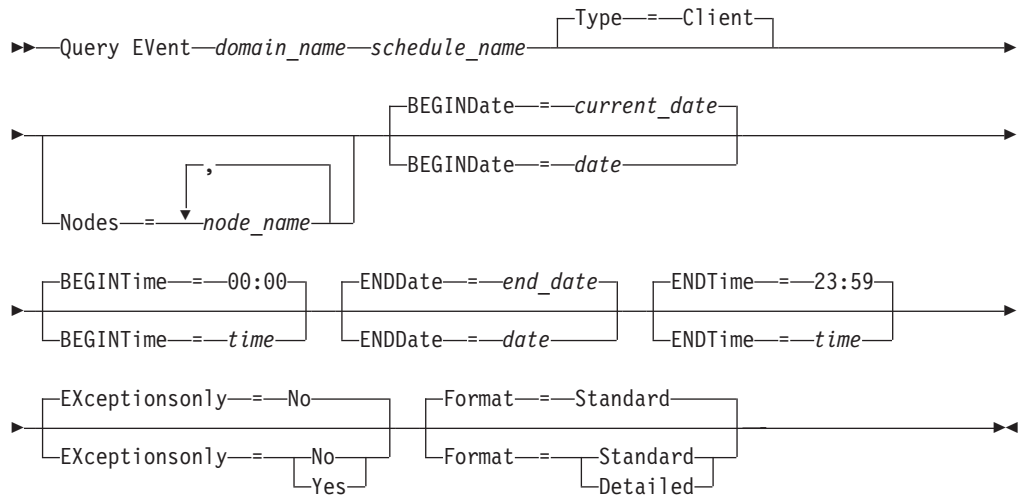 Type = Client
Query EVent domain_name schedule_name
BEGINDate = current_date
BEGINDate = date
,
Nodes = node_name
BEGINTime = 00:00 ENDDate = end_date ENDTime = 23:59
BEGINTime = time ENDDate = date ENDTime = time
EXceptionsonly = No Format = Standard
EXceptionsonly = No Format = Standard
Yes Detailed